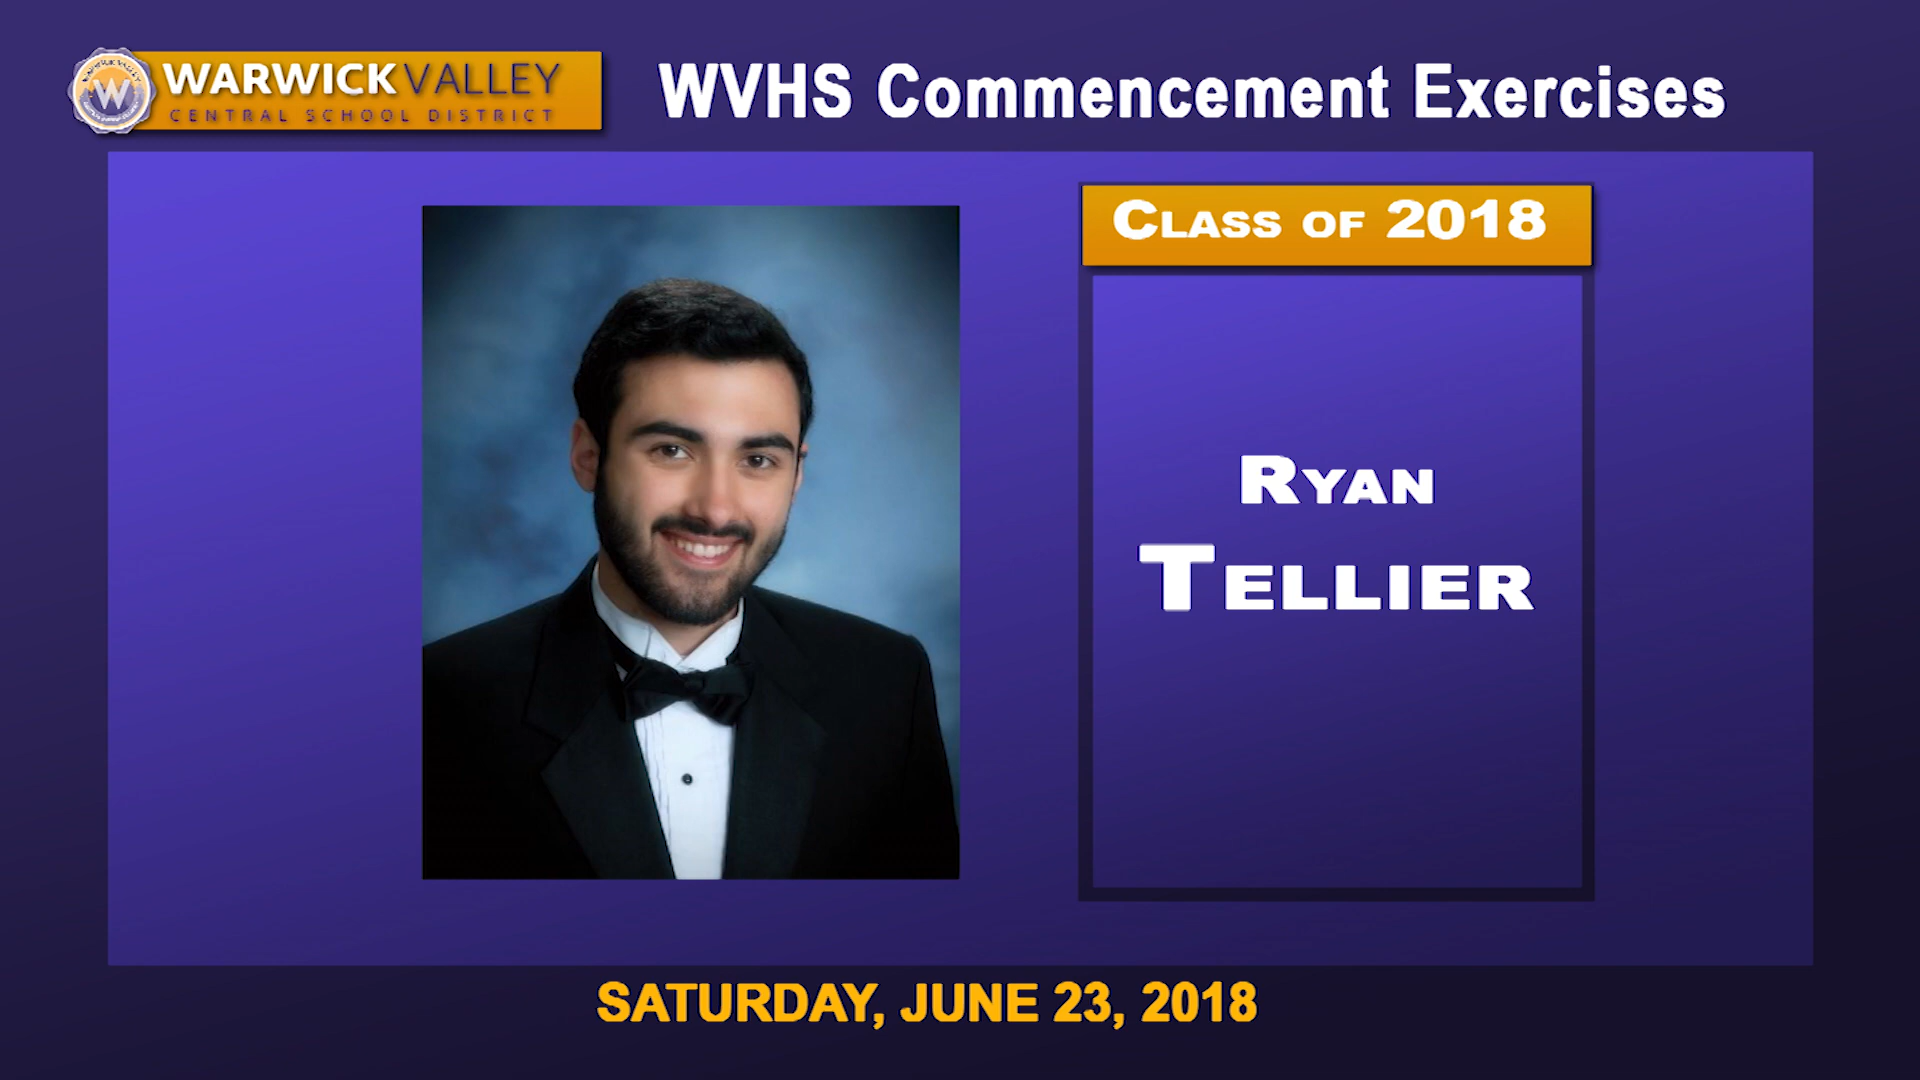 WARWICK VALLEY
CENTRAL SCHOOL DISTRICT
WVHS Commencement Exercises
CLASS OF 2018
RYAN
TELLIER
SATURDAY, JUNE 23, 2018
W